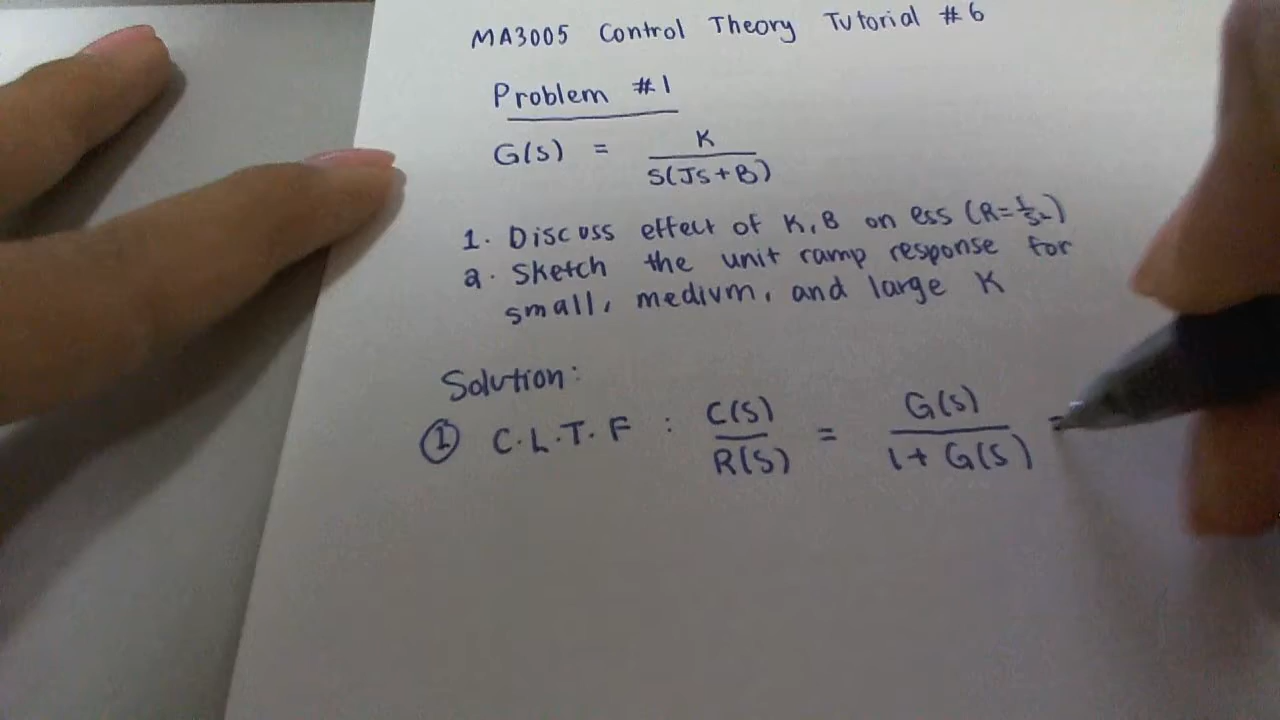 MA3005 Control Theory Tutorial #6
Problem #1
G(s) = K / S(Js+B)
1. Discuss effect of K, B on ess (R=1/s²)
2. Sketch the unit ramp response for
small, medium, and large K
Solution:
① C.L.T.F : C(s)/R(s) = G(s)/1+G(s) =